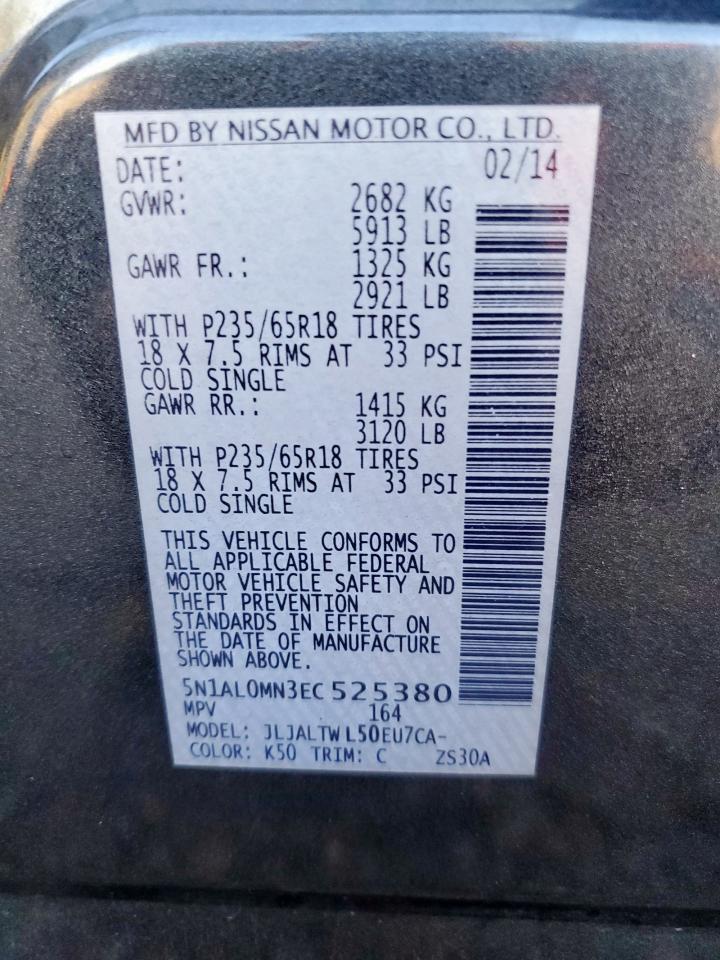 MFD BY NISSAN MOTOR CO., LTD.
DATE: 02/14
GVWR: 2682 KG
5913 LB
GAWR FR.: 1325 KG
2921 LB
WITH P235/65R18 TIRES
18 X 7.5 RIMS AT 33 PSI
COLD SINGLE
GAWR RR.: 1415 KG
3120 LB
WITH P235/65R18 TIRES
18 X 7.5 RIMS AT 33 PSI
COLD SINGLE
THIS VEHICLE CONFORMS TO
ALL APPLICABLE FEDERAL
MOTOR VEHICLE SAFETY AND
THEFT PREVENTION
STANDARDS IN EFFECT ON
THE DATE OF MANUFACTURE
SHOWN ABOVE.
5N1AL0MN3EC525380
MPV 164
MODEL: JLJALTWL50EU7CA-
COLOR: K50 TRIM: C ZS30A